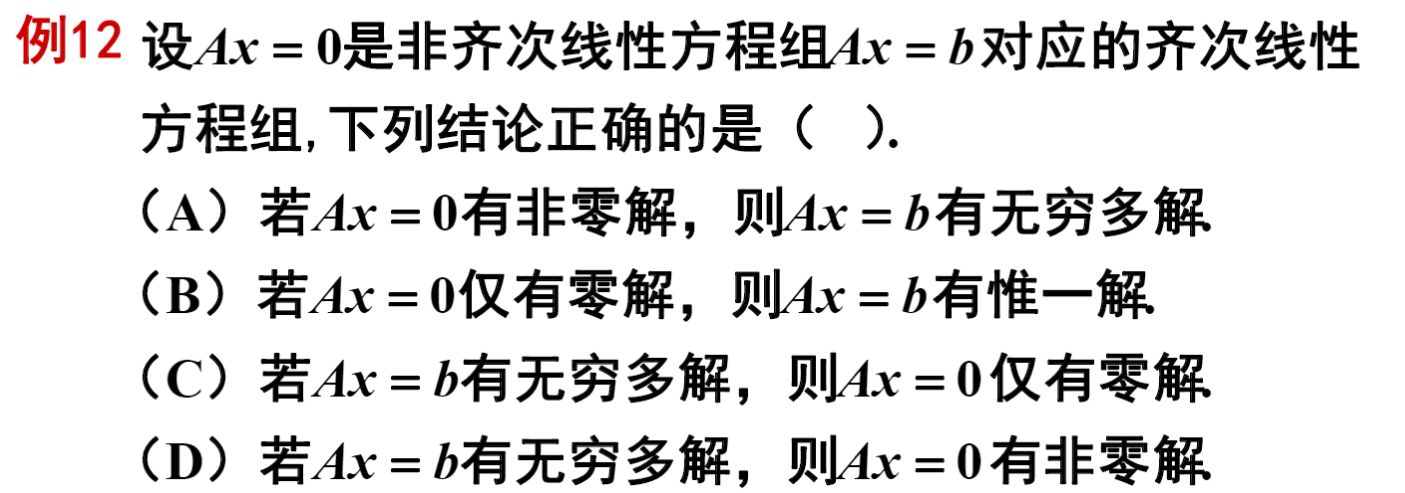 例12 设Ax = 0是非齐次线性方程组Ax = b对应的齐次线性
方程组,下列结论正确的是（ ）.
（A）若Ax = 0有非零解，则Ax = b有无穷多解.
（B）若Ax = 0仅有零解，则Ax = b有惟一解.
（C）若Ax = b有无穷多解，则Ax = 0仅有零解.
（D）若Ax = b有无穷多解，则Ax = 0有非零解.